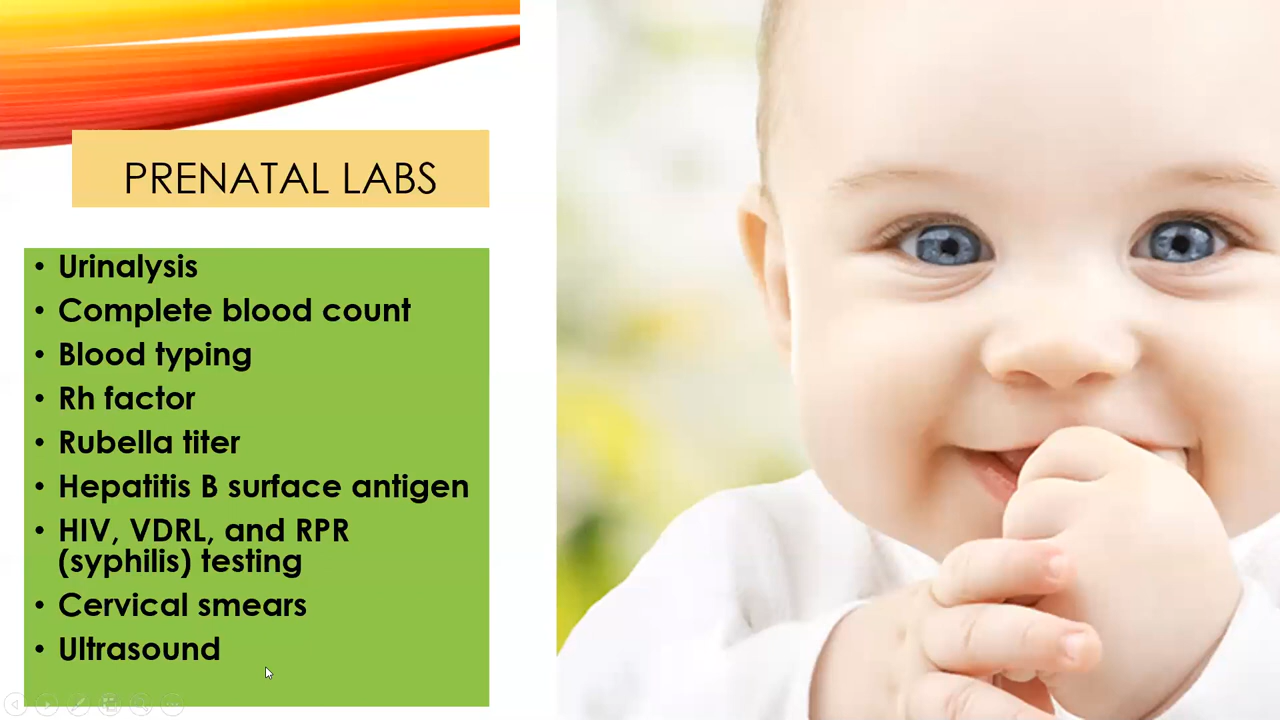 PRENATAL LABS
• Urinalysis
• Complete blood count
• Blood typing
• Rh factor
• Rubella titer
• Hepatitis B surface antigen
• HIV, VDRL, and RPR
(syphilis) testing
• Cervical smears
• Ultrasound